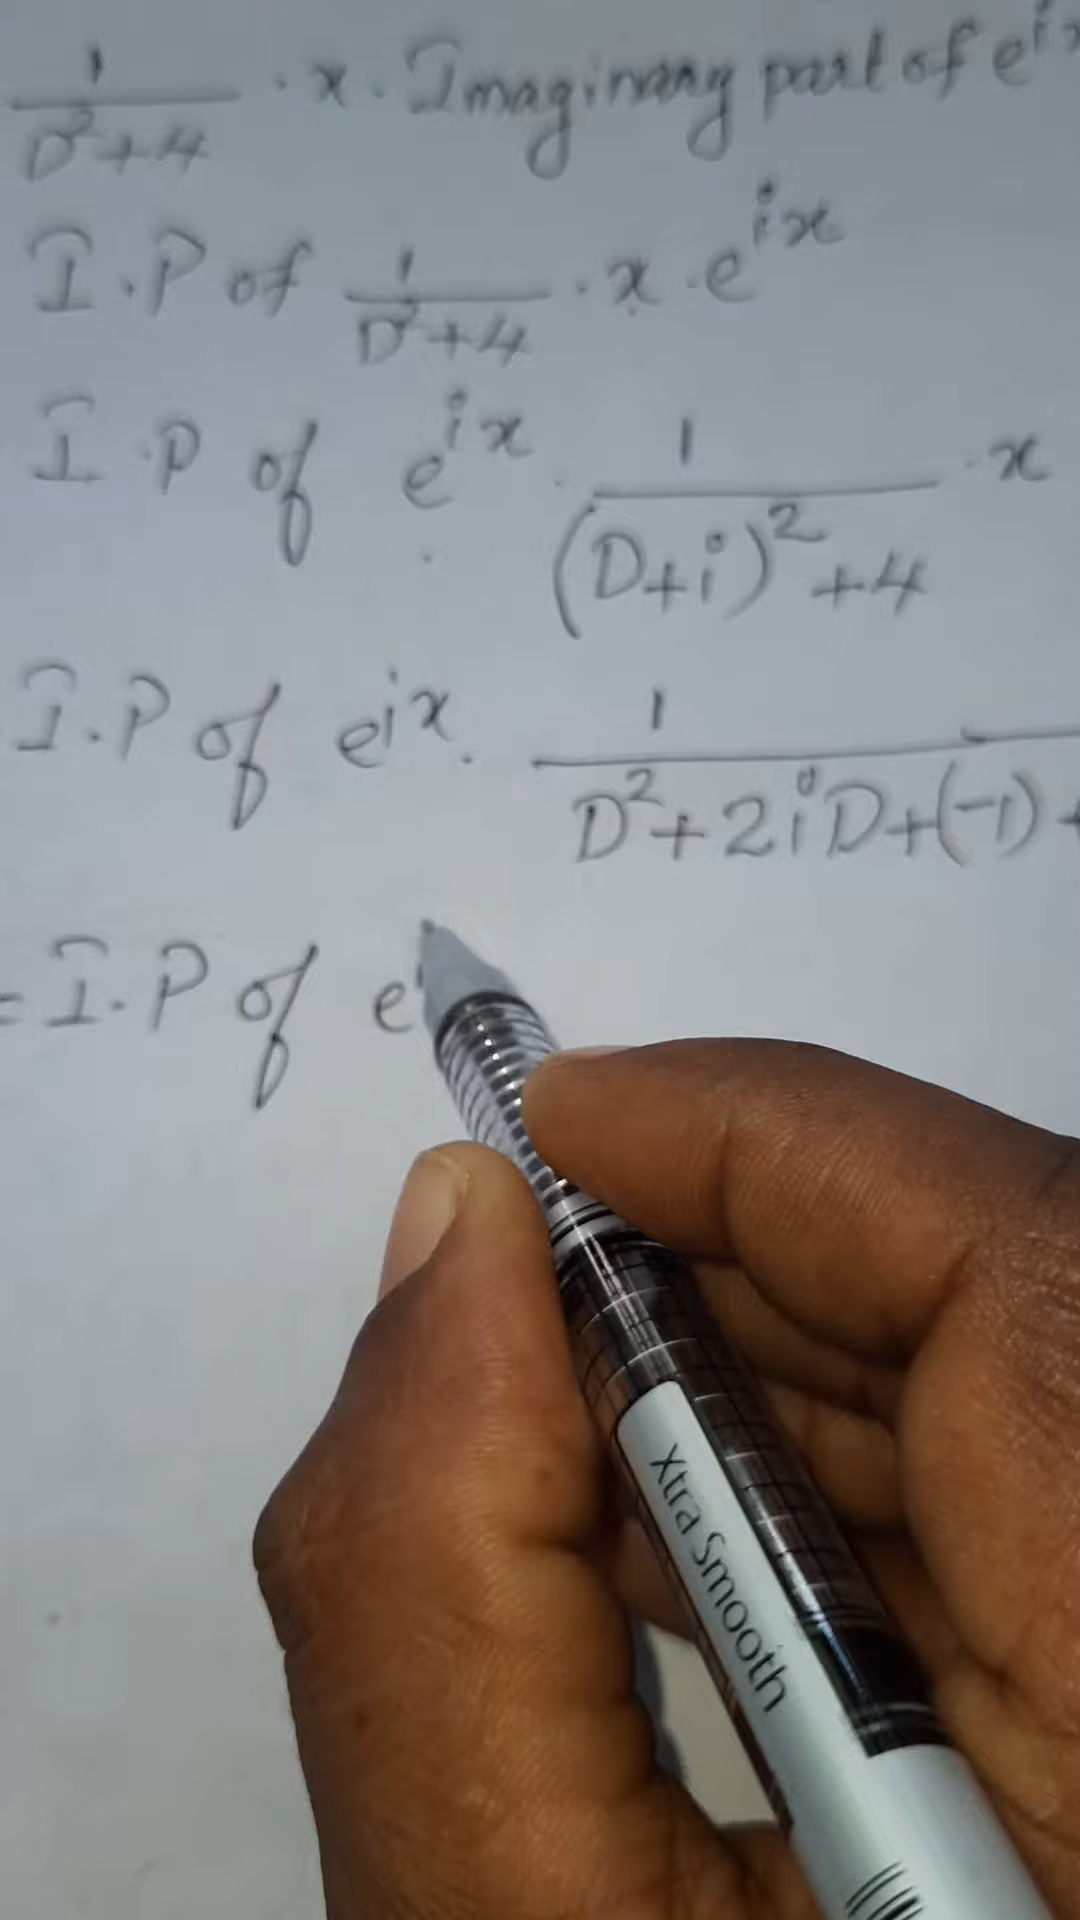 1/(D²+4) · x · Imaginary part of e^ix
I.P of 1/(D²+4) · x · e^ix
I.P of e^ix · 1/((D+i)²+4) · x
I.P of e^ix · 1/(D²+2iD+(-1)+
= I.P of e
Xtra Smooth